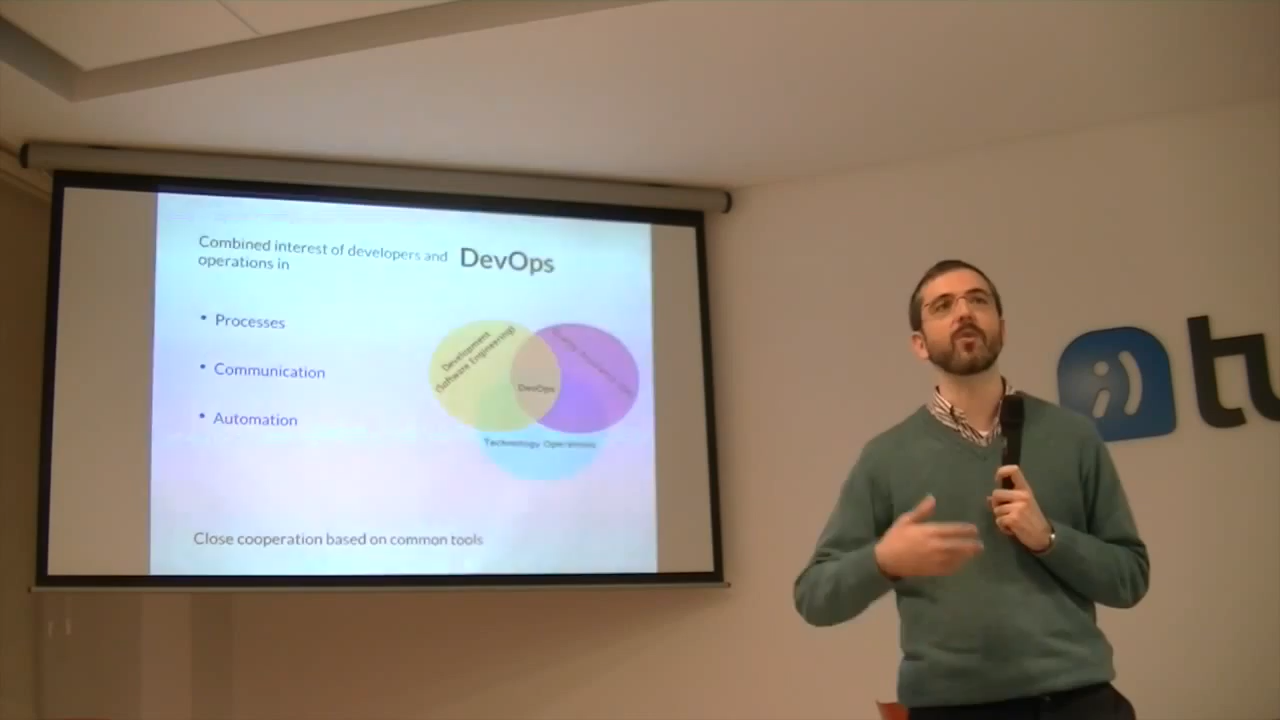 Combined interest of developers and
operations in
DevOps
• Processes
• Communication
• Automation
Development
(Software Engineering)
DevOps
Technology Operations
Close cooperation based on common tools
tu